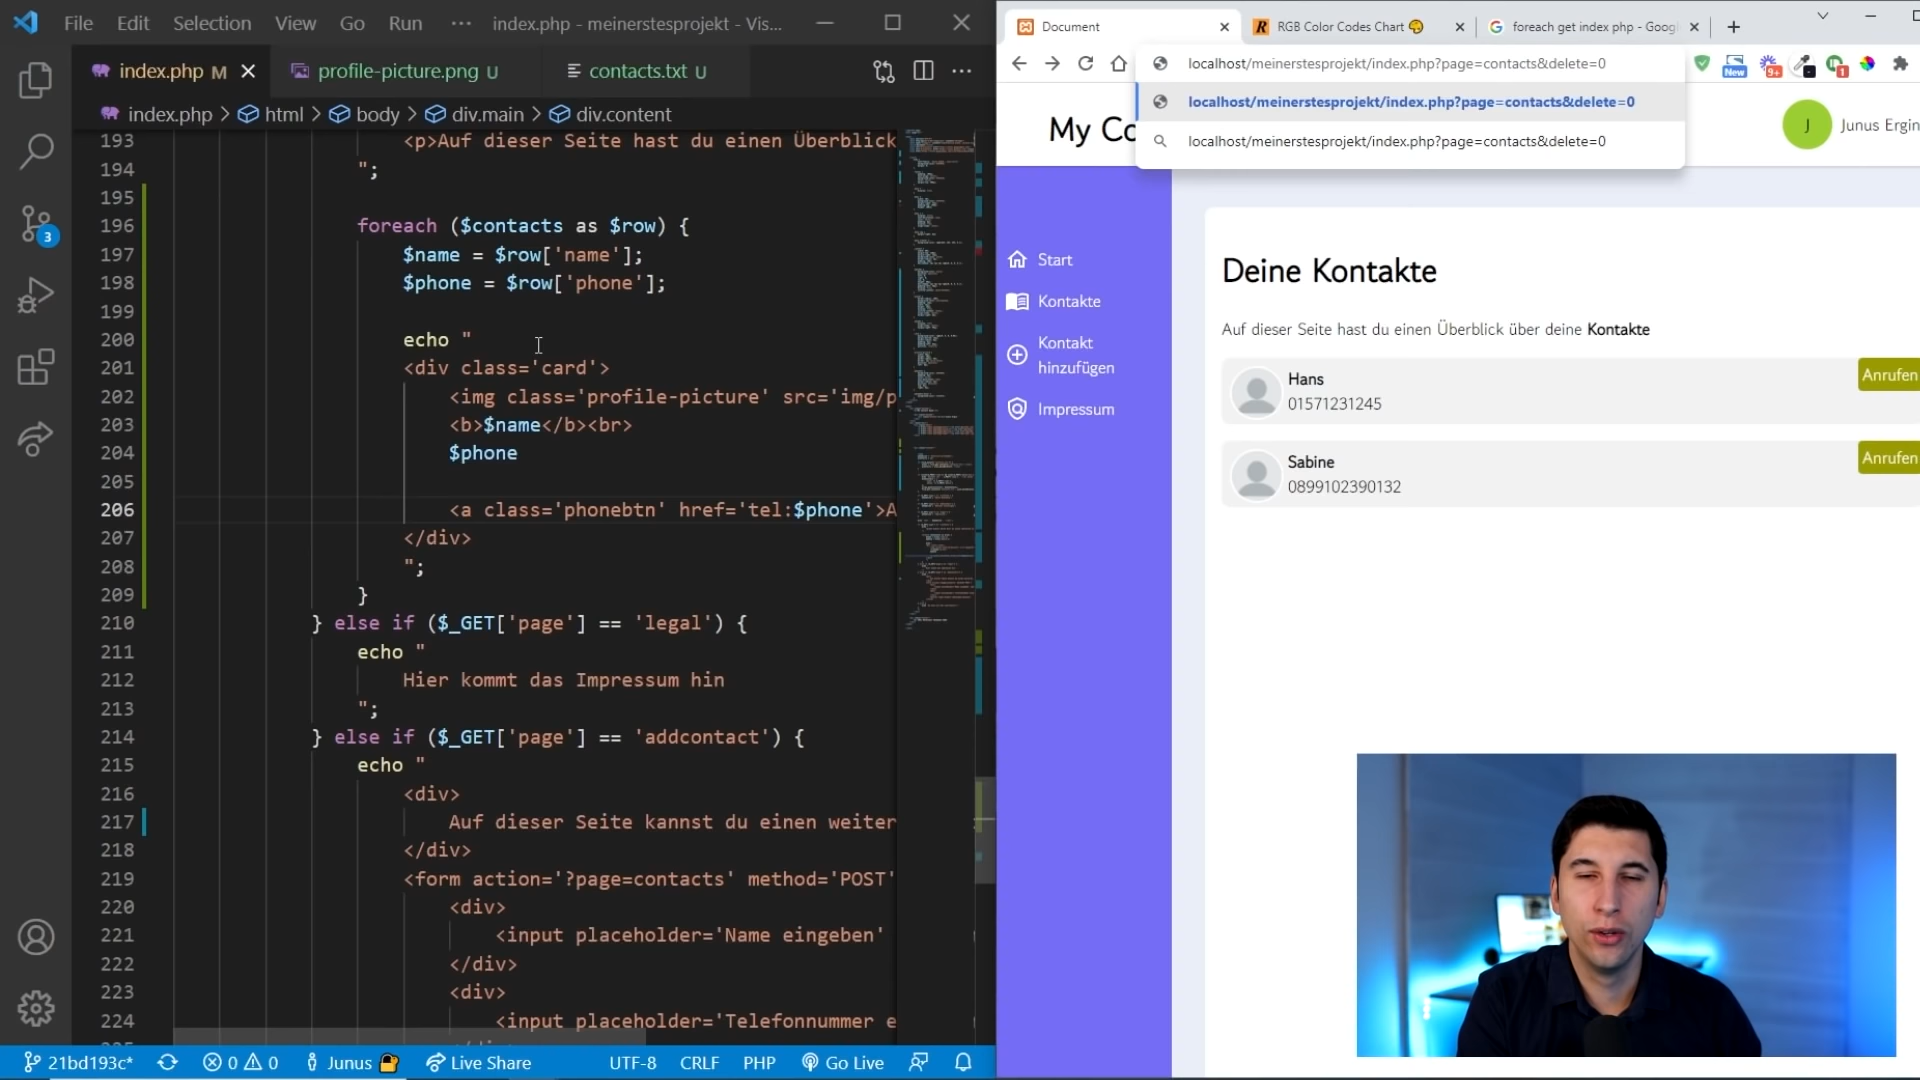 File Edit Selection View Go Run ··· index.php - meinerstesprojekt - Vis...
index.php M
profile-picture.png U
contacts.txt U
index.php > html > body > div.main > div.content
193 <p>Auf dieser Seite hast du einen Überblick
194 ";
195
196 foreach ($contacts as $row) {
197 $name = $row['name'];
198 $phone = $row['phone'];
199
200 echo "
201 <div class='card'>
202 <img class='profile-picture' src='img/p
203 <b>$name</b><br>
204 $phone
205
206 <a class='phonebtn' href='tel:$phone'>A
207 </div>
208 ";
209 }
210 } else if ($_GET['page'] == 'legal') {
211 echo "
212 Hier kommt das Impressum hin
213 ";
214 } else if ($_GET['page'] == 'addcontact') {
215 echo "
216 <div>
217 Auf dieser Seite kannst du einen weiter
218 </div>
219 <form action='?page=contacts' method='POST'
220 <div>
221 <input placeholder='Name eingeben'
222 </div>
223 <div>
224 <input placeholder='Telefonnummer e
3
21bd193c* 0 0 Junus Live Share UTF-8 CRLF PHP Go Live
Document
RGB Color Codes Chart
foreach get index php - Goog
localhost/meinerstesprojekt/index.php?page=contacts&delete=0
New 9+ 1
localhost/meinerstesprojekt/index.php?page=contacts&delete=0
localhost/meinerstesprojekt/index.php?page=contacts&delete=0
My Co
J Junus Ergin
Start
Kontakte
Kontakt
hinzufügen
Impressum
Deine Kontakte
Auf dieser Seite hast du einen Überblick über deine Kontakte
Hans
01571231245
Anrufen
Sabine
0899102390132
Anrufen